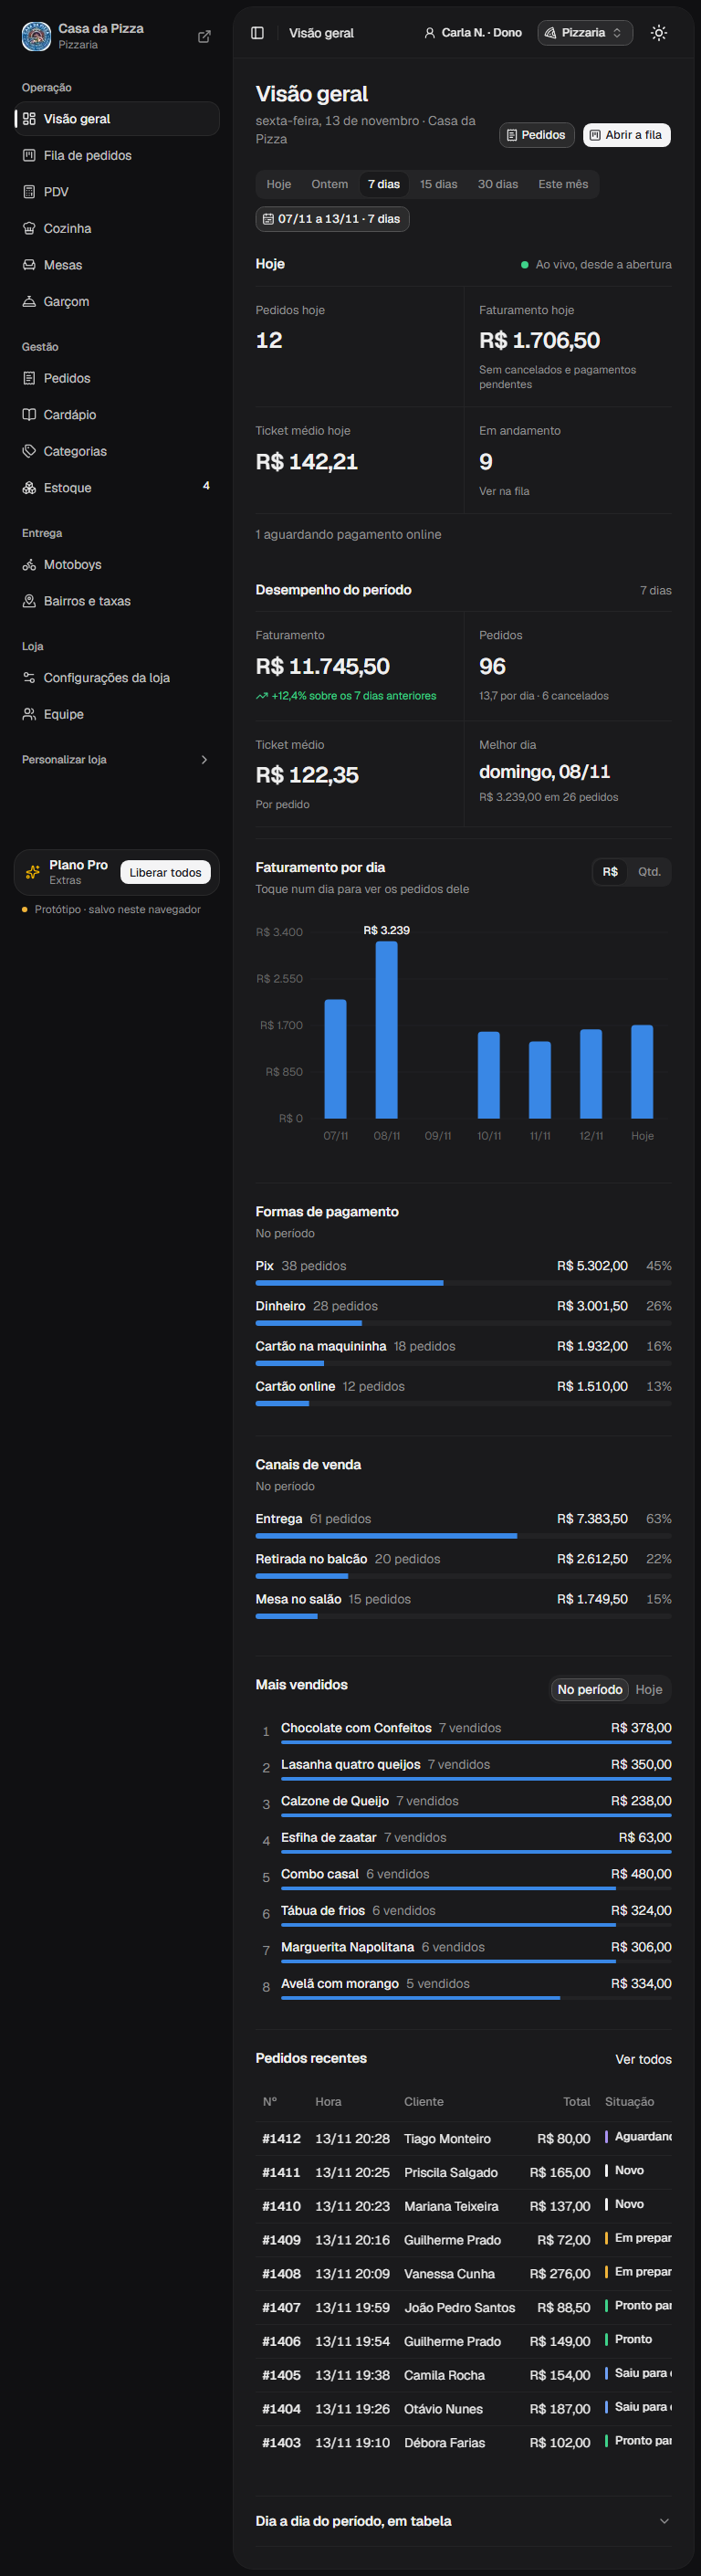 Casa da Pizza
Pizzaria
Operação
Visão geral
Fila de pedidos
PDV
Cozinha
Mesas
Garçom
Gestão
Pedidos
Cardápio
Categorias
Estoque 4
Entrega
Motoboys
Bairros e taxas
Loja
Configurações da loja
Equipe
Personalizar loja
Plano Pro
Extras
Liberar todos
Protótipo · salvo neste navegador
Visão geral
Carla N. · Dono
Pizzaria
Visão geral
sexta-feira, 13 de novembro · Casa da
Pizza
Pedidos
Abrir a fila
Hoje Ontem 7 dias 15 dias 30 dias Este mês
07/11 a 13/11 · 7 dias
Hoje
Ao vivo, desde a abertura
Pedidos hoje
12
Faturamento hoje
R$ 1.706,50
Sem cancelados e pagamentos
pendentes
Ticket médio hoje
R$ 142,21
Em andamento
9
Ver na fila
1 aguardando pagamento online
Desempenho do período
7 dias
Faturamento
R$ 11.745,50
+12,4% sobre os 7 dias anteriores
Pedidos
96
13,7 por dia · 6 cancelados
Ticket médio
R$ 122,35
Por pedido
Melhor dia
domingo, 08/11
R$ 3.239,00 em 26 pedidos
Faturamento por dia
Toque num dia para ver os pedidos dele
R$ Qtd.
R$ 3.239
R$ 3.400
R$ 2.550
R$ 1.700
R$ 850
R$ 0
07/11 08/11 09/11 10/11 11/11 12/11 Hoje
Formas de pagamento
No período
Pix 38 pedidos R$ 5.302,00 45%
Dinheiro 28 pedidos R$ 3.001,50 26%
Cartão na maquininha 18 pedidos R$ 1.932,00 16%
Cartão online 12 pedidos R$ 1.510,00 13%
Canais de venda
No período
Entrega 61 pedidos R$ 7.383,50 63%
Retirada no balcão 20 pedidos R$ 2.612,50 22%
Mesa no salão 15 pedidos R$ 1.749,50 15%
Mais vendidos
No período Hoje
1 Chocolate com Confeitos 7 vendidos R$ 378,00
2 Lasanha quatro queijos 7 vendidos R$ 350,00
3 Calzone de Queijo 7 vendidos R$ 238,00
4 Esfiha de zaatar 7 vendidos R$ 63,00
5 Combo casal 6 vendidos R$ 480,00
6 Tábua de frios 6 vendidos R$ 324,00
7 Marguerita Napolitana 6 vendidos R$ 306,00
8 Avelã com morango 5 vendidos R$ 334,00
Pedidos recentes
Ver todos
Nº Hora Cliente Total Situação
#1412 13/11 20:28 Tiago Monteiro R$ 80,00 Aguardand
#1411 13/11 20:25 Priscila Salgado R$ 165,00 Novo
#1410 13/11 20:23 Mariana Teixeira R$ 137,00 Novo
#1409 13/11 20:16 Guilherme Prado R$ 72,00 Em prepar
#1408 13/11 20:09 Vanessa Cunha R$ 276,00 Em prepar
#1407 13/11 19:59 João Pedro Santos R$ 88,50 Pronto par
#1406 13/11 19:54 Guilherme Prado R$ 149,00 Pronto
#1405 13/11 19:38 Camila Rocha R$ 154,00 Saiu para e
#1404 13/11 19:26 Otávio Nunes R$ 187,00 Saiu para e
#1403 13/11 19:10 Débora Farias R$ 102,00 Pronto par
Dia a dia do período, em tabela